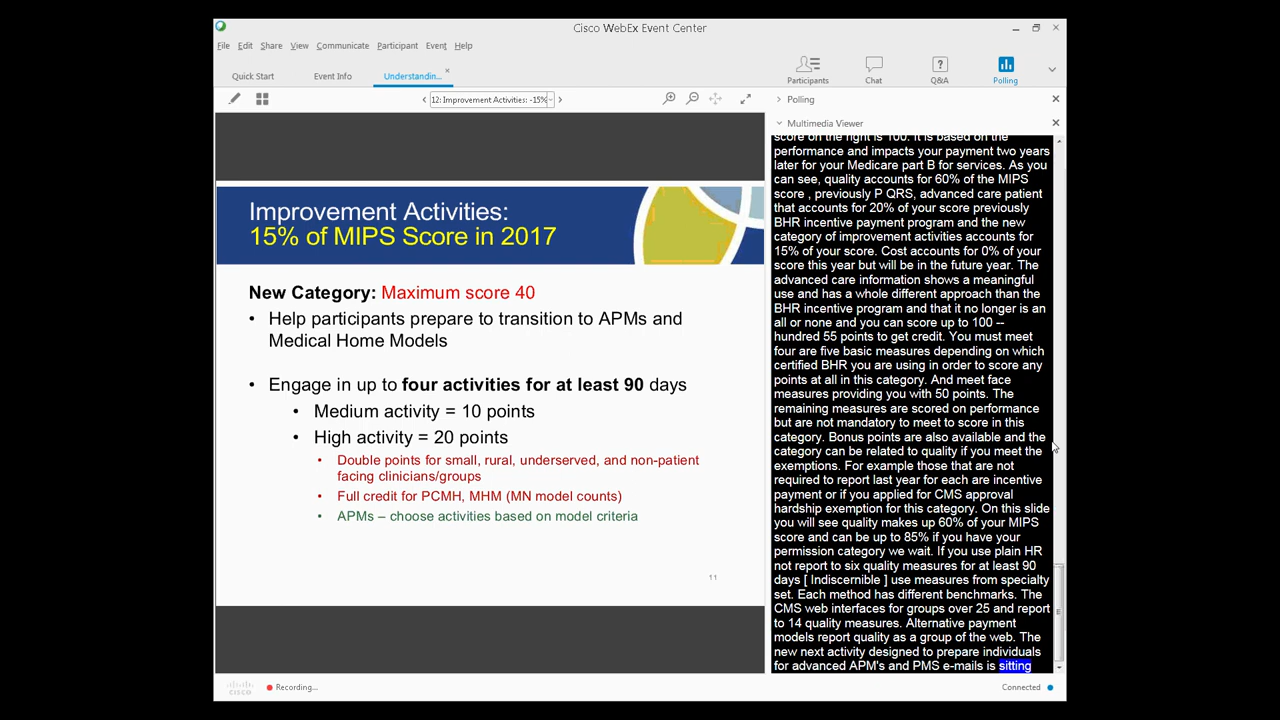 Cisco WebEx Event Center
File Edit Share View Communicate Participant Event Help
Quick Start Event Info Understandin...
Participants Chat Q&A Polling
12: Improvement Activities: -15%
Polling
Multimedia Viewer
Improvement Activities:
15% of MIPS Score in 2017
New Category: Maximum score 40
• Help participants prepare to transition to APMs and
Medical Home Models
• Engage in up to four activities for at least 90 days
• Medium activity = 10 points
• High activity = 20 points
• Double points for small, rural, underserved, and non-patient
facing clinicians/groups
• Full credit for PCMH, MHM (MN model counts)
• APMs – choose activities based on model criteria
11
score on the right is 100. It is based on the
performance and impacts your payment two years
later for your Medicare part B for services. As you
can see, quality accounts for 60% of the MIPS
score , previously P QRS, advanced care patient
that accounts for 20% of your score previously
BHR incentive payment program and the new
category of improvement activities accounts for
15% of your score. Cost accounts for 0% of your
score this year but will be in the future year. The
advanced care information shows a meaningful
use and has a whole different approach than the
BHR incentive program and that it no longer is an
all or none and you can score up to 100 --
hundred 55 points to get credit. You must meet
four are five basic measures depending on which
certified BHR you are using in order to score any
points at all in this category. And meet face
measures providing you with 50 points. The
remaining measures are scored on performance
but are not mandatory to meet to score in this
category. Bonus points are also available and the
category can be related to quality if you meet the
exemptions. For example those that are not
required to report last year for each are incentive
payment or if you applied for CMS approval
hardship exemption for this category. On this slide
you will see quality makes up 60% of your MIPS
score and can be up to 85% if you have your
permission category we wait. If you use plain HR
not report to six quality measures for at least 90
days [ Indiscernible ] use measures from specialty
set. Each method has different benchmarks. The
CMS web interfaces for groups over 25 and report
to 14 quality measures. Alternative payment
models report quality as a group of the web. The
new next activity designed to prepare individuals
for advanced APM's and PMS e-mails is sitting
cisco Recording... Connected